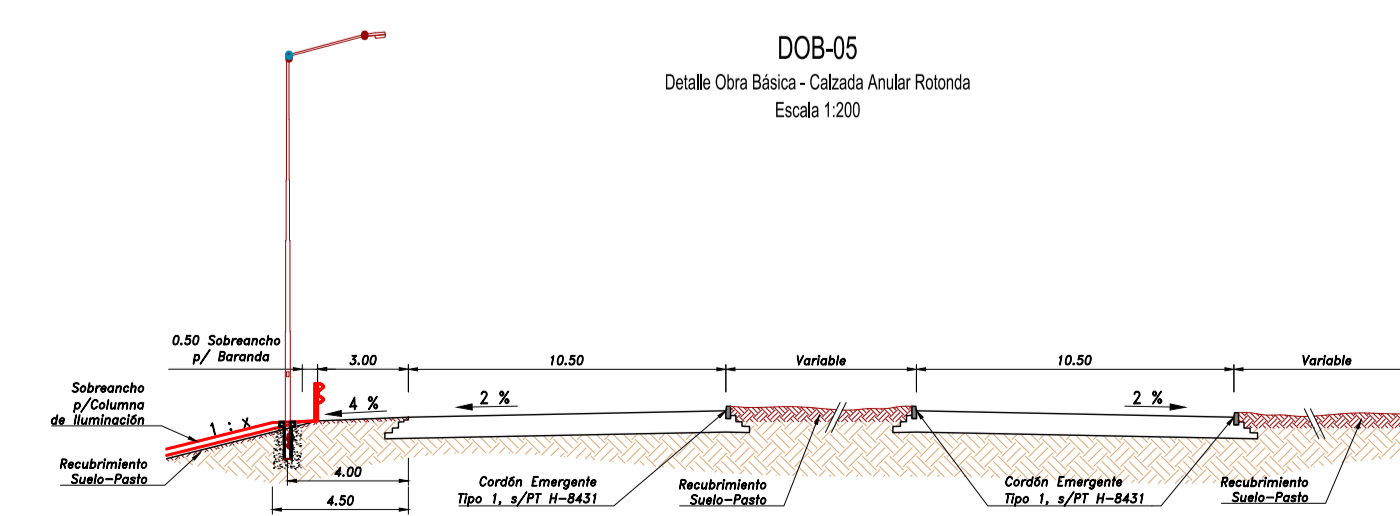 DOB-05
Detalle Obra Básica - Calzada Anular Rotonda
Escala 1:200
0.50 Sobreancho
p/ Baranda
3.00
10.50
Variable
10.50
Variable
Sobreancho
p/Columna
de Iluminación
1 : x
4 %
2 %
2 %
Recubrimiento
Suelo-Pasto
4.00
4.50
Cordón Emergente
Tipo 1, s/PT H-8431
Recubrimiento
Suelo-Pasto
Cordón Emergente
Tipo 1, s/PT H-8431
Recubrimiento
Suelo-Pasto